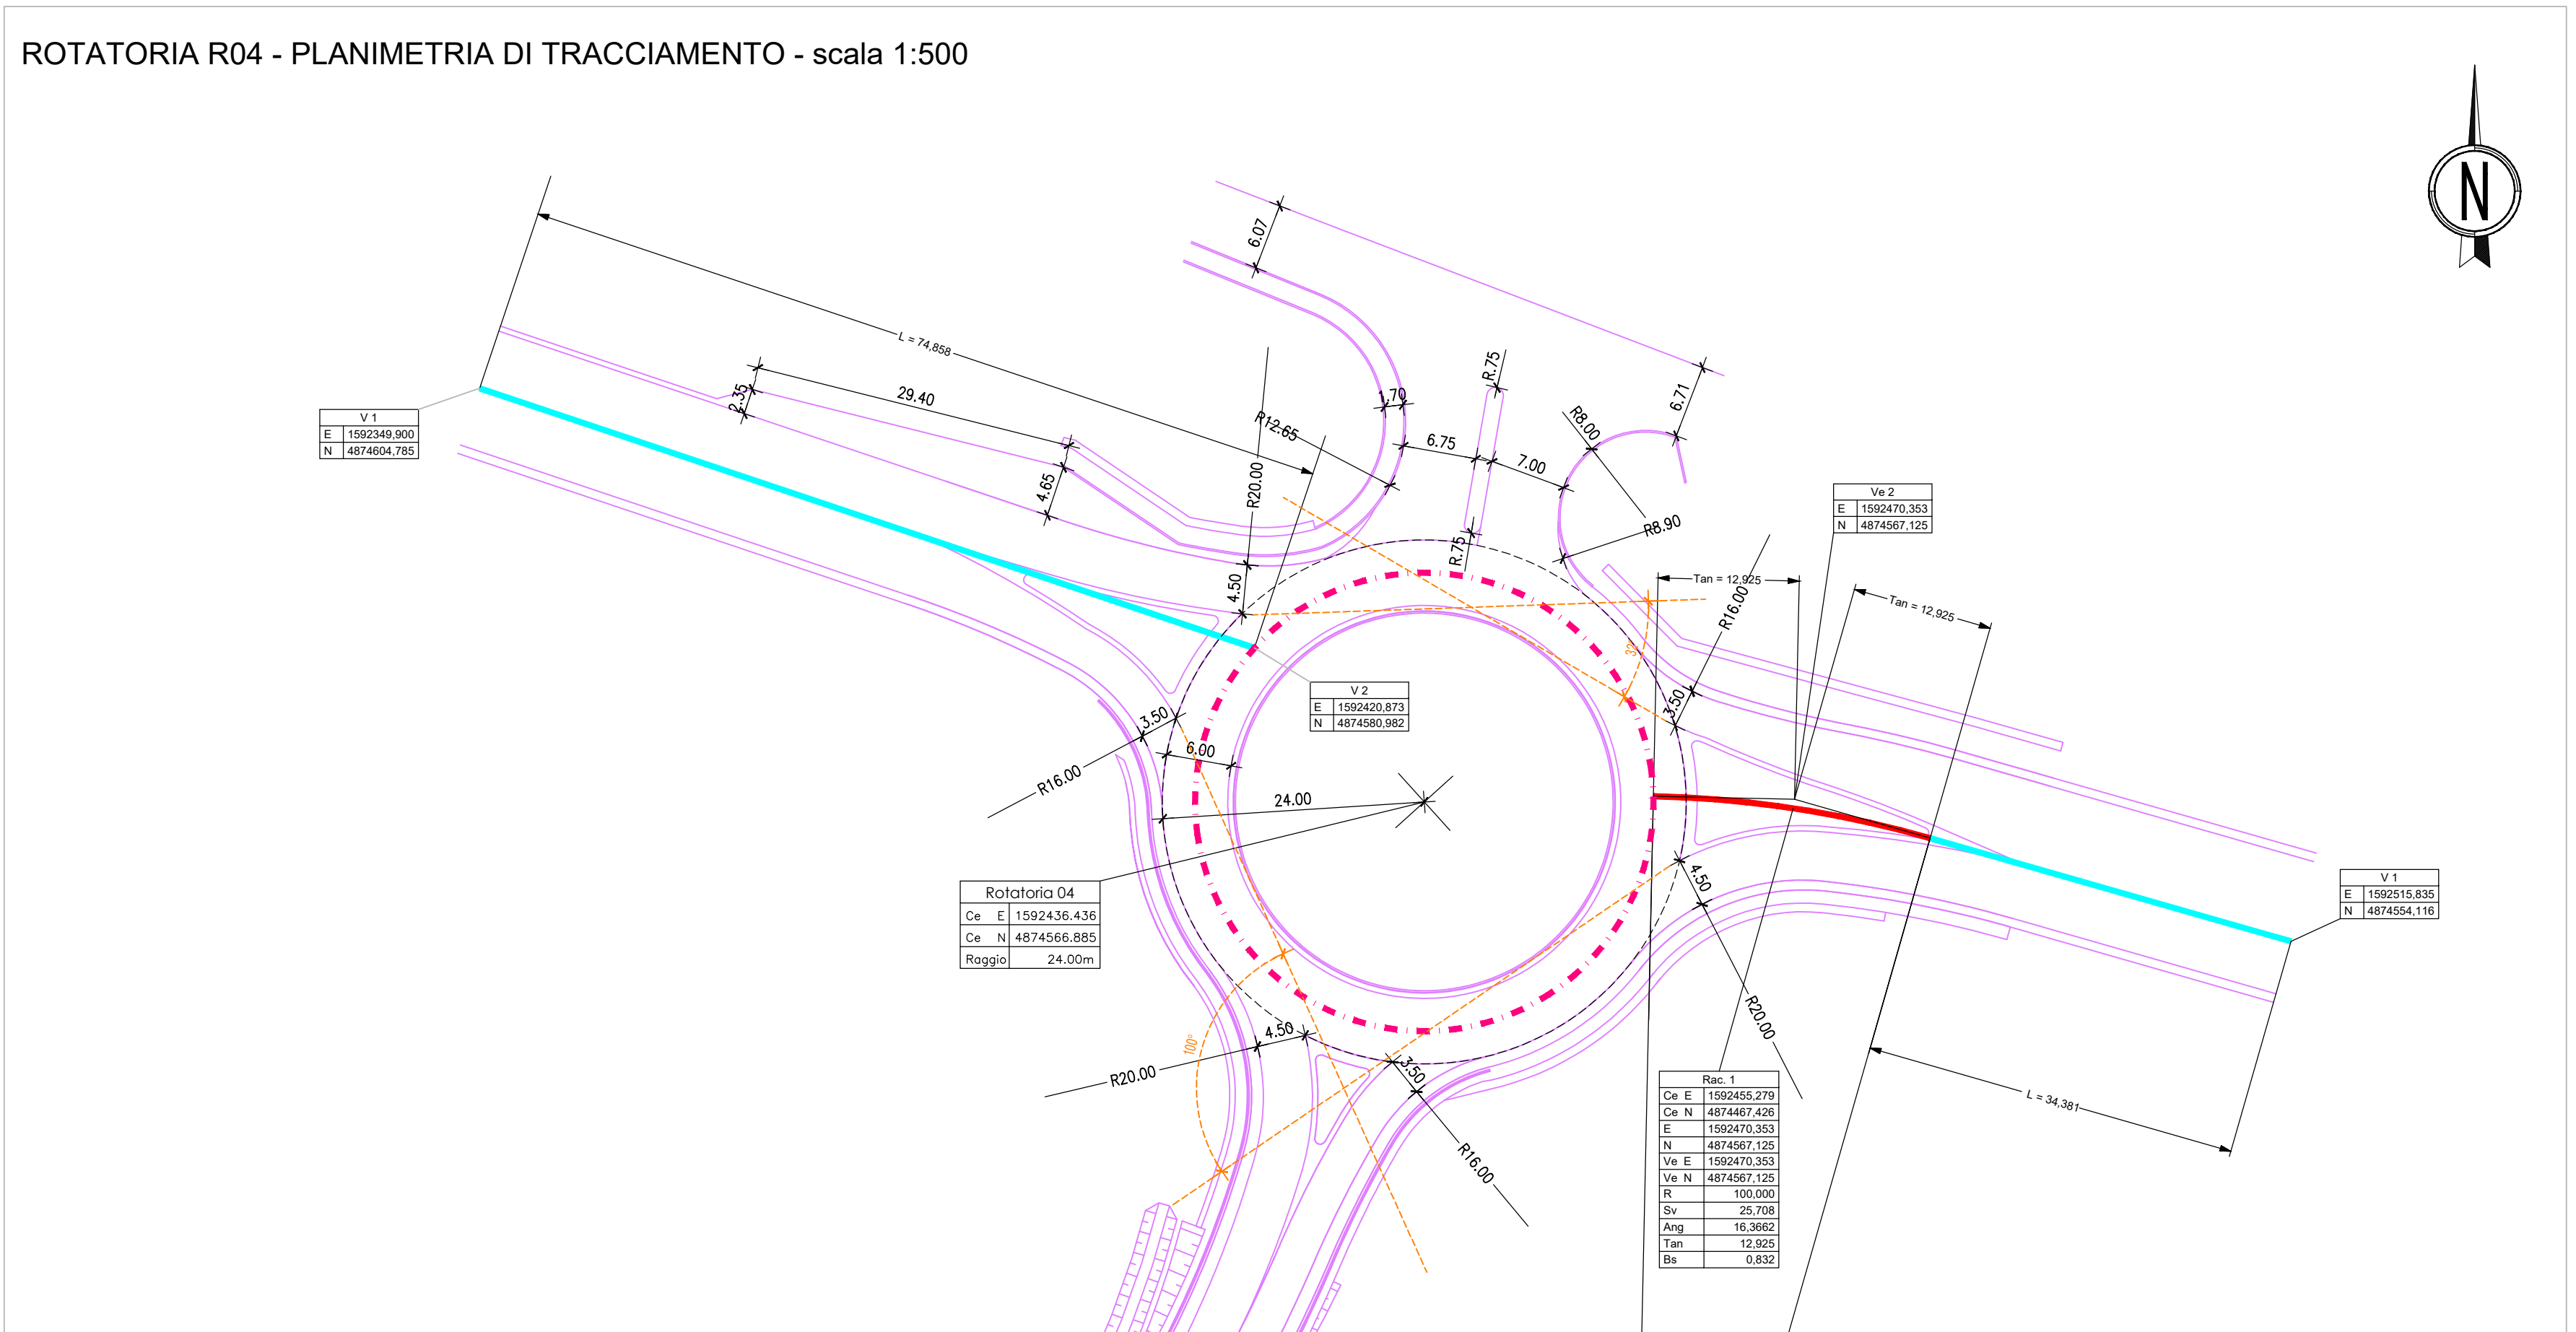 ROTATORIA R04 - PLANIMETRIA DI TRACCIAMENTO - scala 1:500
N
6.07
L = 74,858
R.75
2.35
29.40
1.70
6.71
R12.65
R8.00
V 1
E 1592349,900
N 4874604,785
6.75
7.00
4.65
R20.00
R8.90
Ve 2
E 1592470,353
N 4874567,125
R.75
4.50
Tan = 12,925
Tan = 12,925
R16.00
32°
V 2
E 1592420,873
N 4874580,982
3.50
3.50
6.00
R16.00
24.00
Rotatoria 04
Ce E 1592436.436
Ce N 4874566.885
Raggio 24.00m
4.50
V 1
E 1592515,835
N 4874554,116
R20.00
100°
4.50
R20.00
3.50
R16.00
L = 34,381
Rac. 1
Ce E 1592455,279
Ce N 4874467,426
E 1592470,353
N 4874567,125
Ve E 1592470,353
Ve N 4874567,125
R 100,000
Sv 25,708
Ang 16,3662
Tan 12,925
Bs 0,832